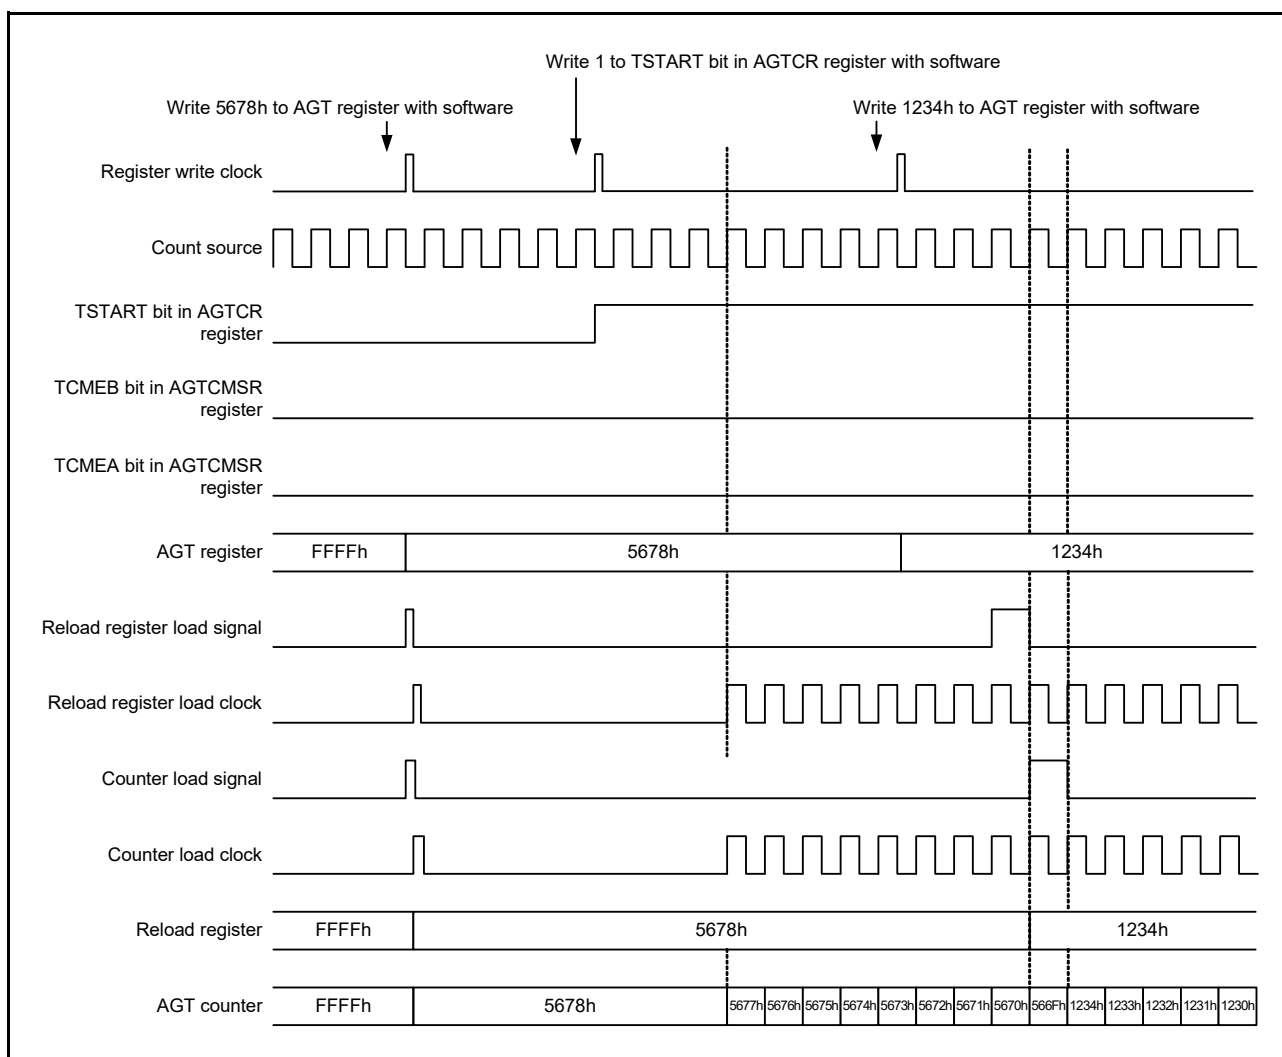 Write 1 to TSTART bit in AGTCR register with software
Write 5678h to AGT register with software
Write 1234h to AGT register with software
Register write clock
Count source
TSTART bit in AGTCR
register
TCMEB bit in AGTCMSR
register
TCMEA bit in AGTCMSR
register
AGT register FFFFh 5678h 1234h
Reload register load signal
Reload register load clock
Counter load signal
Counter load clock
Reload register FFFFh 5678h 1234h
AGT counter FFFFh 5678h 5677h 5676h 5675h 5674h 5673h 5672h 5671h 5670h 566Fh 1234h 1233h 1232h 1231h 1230h